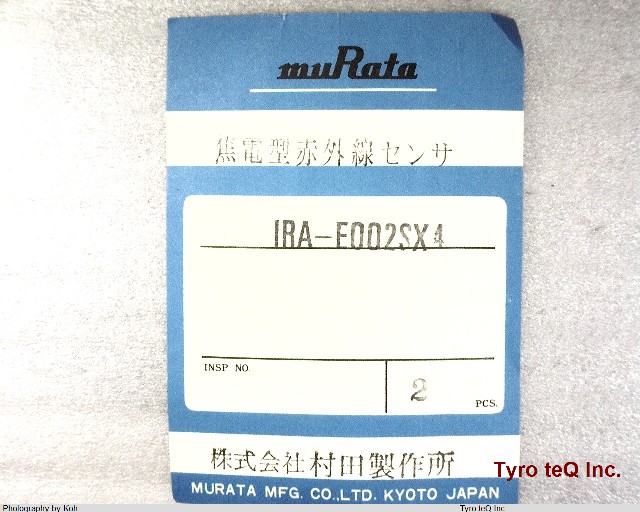 muRata
焦電型赤外線センサ
IRA-E002SX4
INSP NO.
2
PCS.
株式会社村田製作所
MURATA MFG. CO.,LTD. KYOTO JAPAN
Tyro teQ Inc.
Photography by Koh
Tyro teQ Inc.